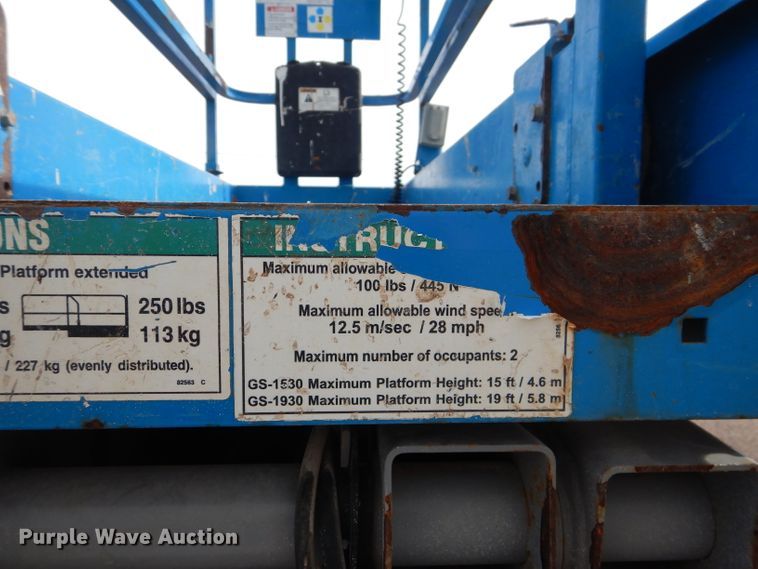 ONS
Platform extended
s 250 lbs
g 113 kg
/ 227 kg (evenly distributed).
82563 C
INSTRUCT
Maximum allowable
100 lbs / 445 N
Maximum allowable wind spee
12.5 m/sec / 28 mph
Maximum number of occupants: 2
GS-1530 Maximum Platform Height: 15 ft / 4.6 m
GS-1930 Maximum Platform Height: 19 ft / 5.8 m
Purple Wave Auction